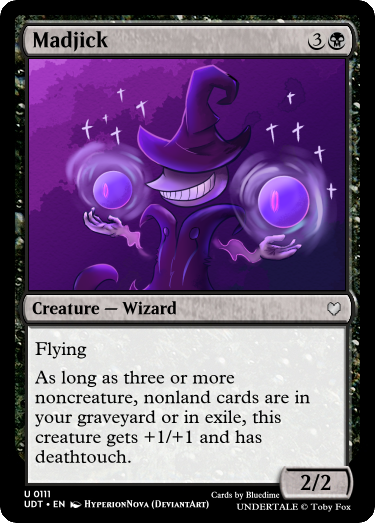 Madjick 3
Creature — Wizard
Flying
As long as three or more
noncreature, nonland cards are in
your graveyard or in exile, this
creature gets +1/+1 and has
deathtouch.
2/2
U 0111
Cards by Bluedime
UDT • EN HyperionNova (DeviantArt)
UNDERTALE © Toby Fox